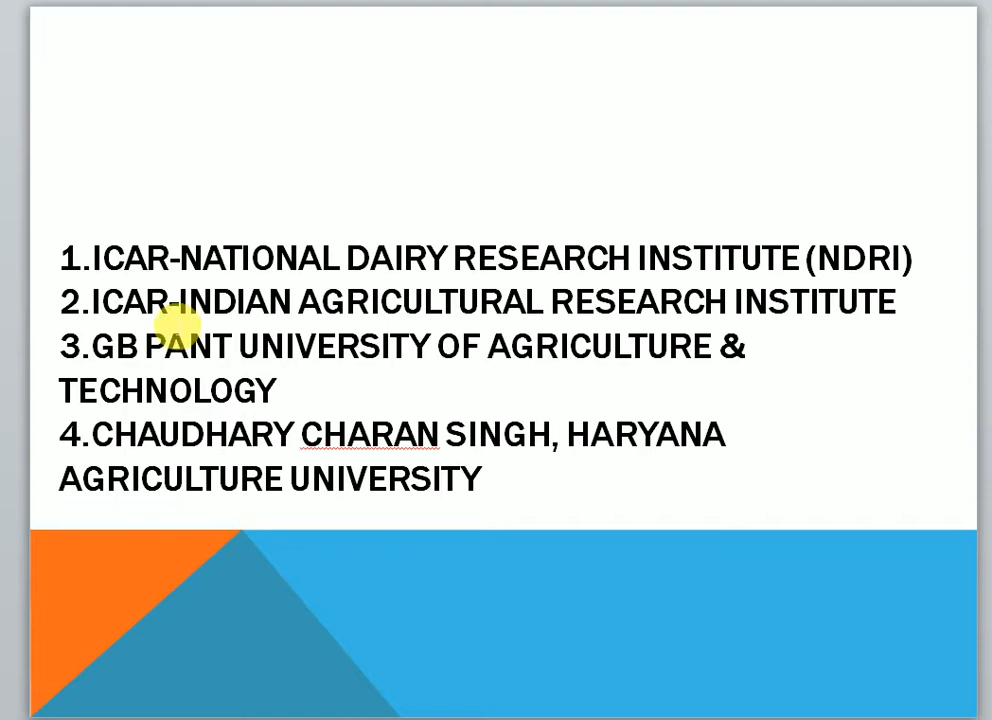 1.ICAR-NATIONAL DAIRY RESEARCH INSTITUTE (NDRI)
2.ICAR-INDIAN AGRICULTURAL RESEARCH INSTITUTE
3.GB PANT UNIVERSITY OF AGRICULTURE &
TECHNOLOGY
4.CHAUDHARY CHARAN SINGH, HARYANA
AGRICULTURE UNIVERSITY